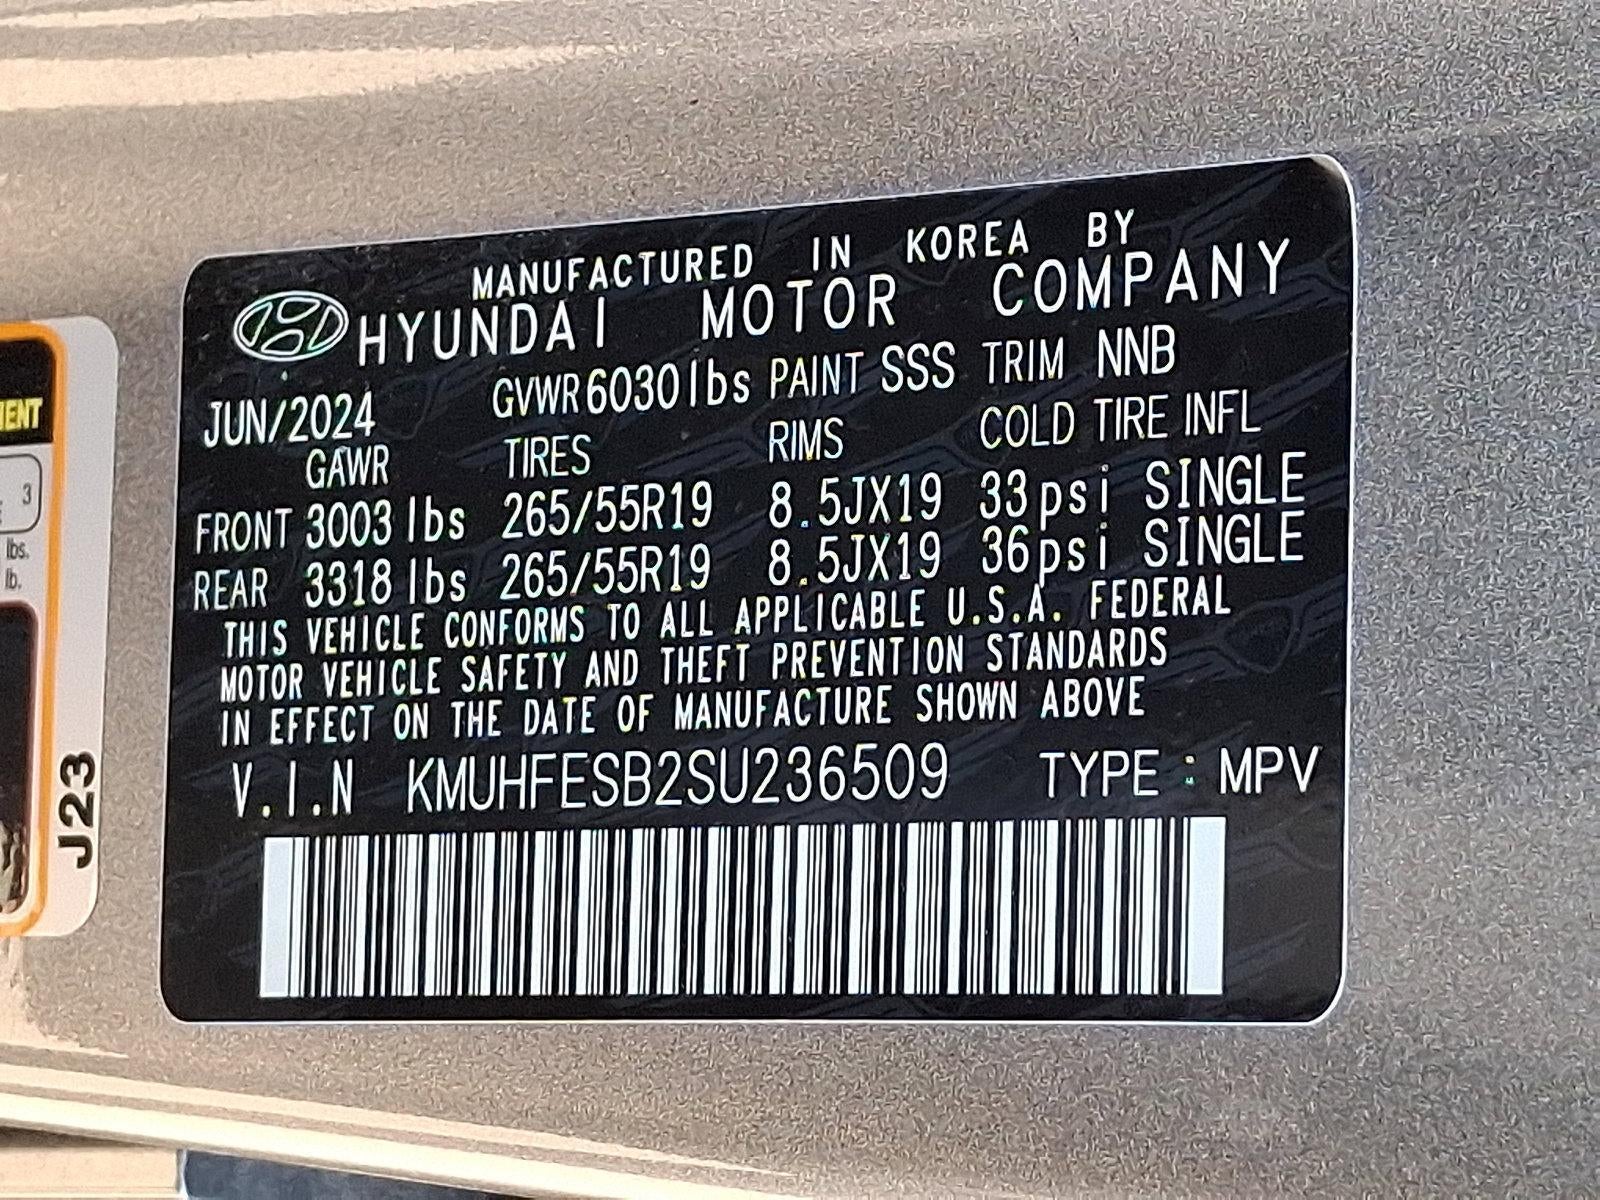 MANUFACTURED IN KOREA BY
HYUNDAI MOTOR COMPANY
JUN/2024 GVWR 6030lbs PAINT SSS TRIM NNB
GAWR TIRES RIMS COLD TIRE INFL
FRONT 3003 lbs 265/55R19 8.5JX19 33psi SINGLE
REAR 3318 lbs 265/55R19 8.5JX19 36psi SINGLE
THIS VEHICLE CONFORMS TO ALL APPLICABLE U.S.A. FEDERAL
MOTOR VEHICLE SAFETY AND THEFT PREVENTION STANDARDS
IN EFFECT ON THE DATE OF MANUFACTURE SHOWN ABOVE
V.I.N KMUHFESB2SU236509 TYPE : MPV
3
lbs.
lb.
J23